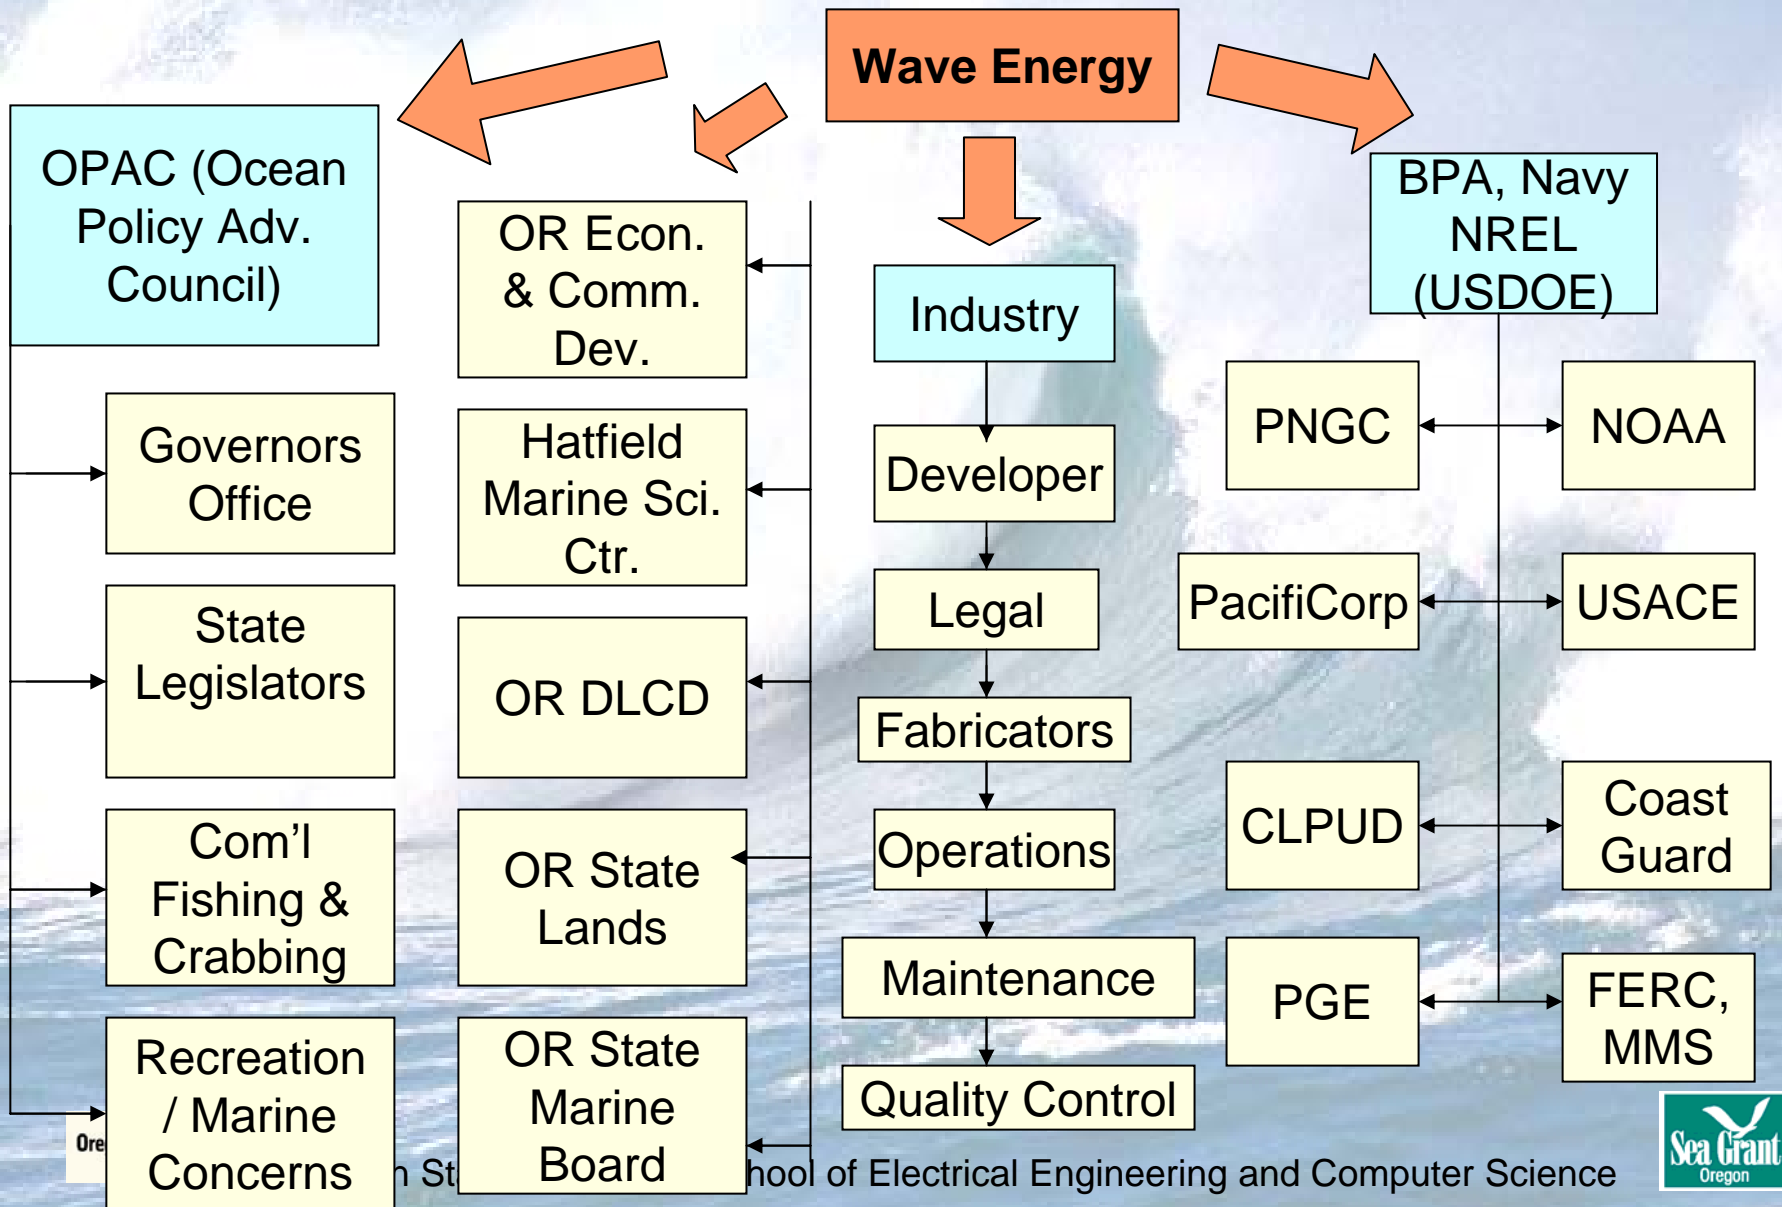 Wave Energy
OPAC (Ocean
Policy Adv.
Council)
Governors
Office
State
Legislators
Com'l
Fishing &
Crabbing
Recreation
/ Marine
Concerns
OR Econ.
& Comm.
Dev.
Hatfield
Marine Sci.
Ctr.
OR DLCD
OR State
Lands
OR State
Marine
Board
Industry
Developer
Legal
Fabricators
Operations
Maintenance
Quality Control
BPA, Navy
NREL
(USDOE)
PNGC
NOAA
PacifiCorp
USACE
CLPUD
Coast
Guard
PGE
FERC,
MMS
of Electrical Engineering and Computer Science
Sea Grant
Oregon